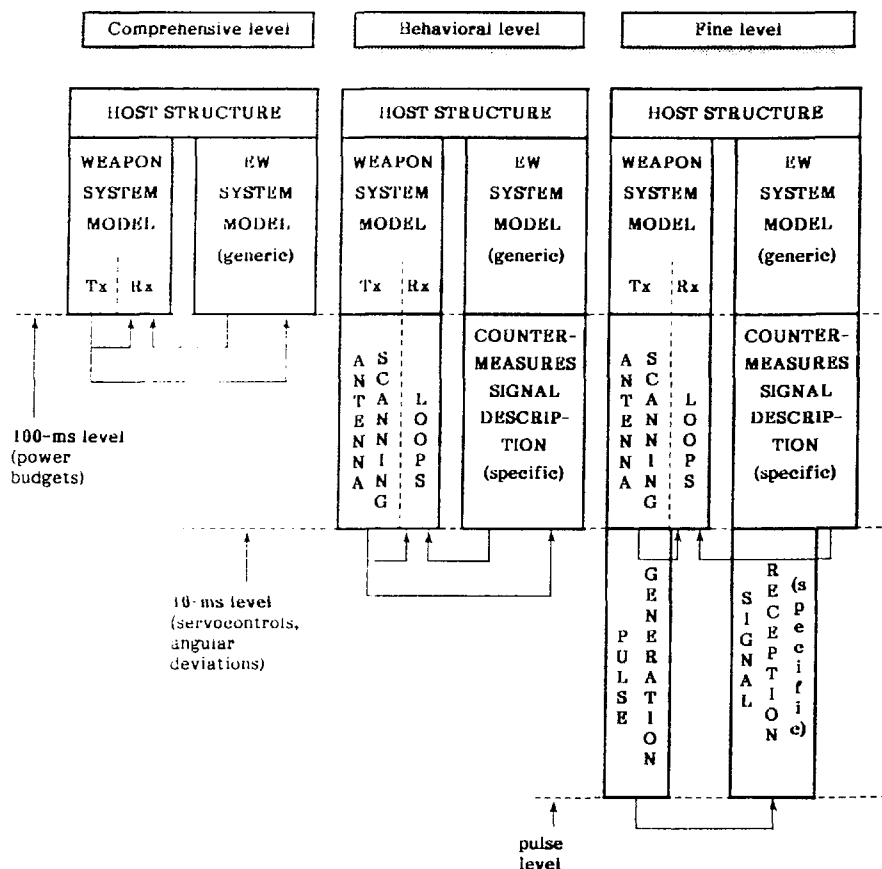 Comprehensive level
Behavioral level
Fine level
HOST STRUCTURE
WEAPON
SYSTEM
MODEL
Tx
Rx
EW
SYSTEM
MODEL
(generic)
HOST STRUCTURE
WEAPON
SYSTEM
MODEL
Tx
Rx
EW
SYSTEM
MODEL
(generic)
HOST STRUCTURE
WEAPON
SYSTEM
MODEL
Tx
Rx
EW
SYSTEM
MODEL
(generic)
100-ms level
(power
budgets)
ANTENNA
SCANNING
LOOPS
COUNTER-
MEASURES
SIGNAL
DESCRIP-
TION
(specific)
ANTENNA
SCANNING
LOOPS
COUNTER-
MEASURES
SIGNAL
DESCRIP-
TION
(specific)
10-ms level
(servocontrols,
angular
deviations)
PULSE
GENERATION
SIGNAL
RECEPTION
(specific)
pulse
level